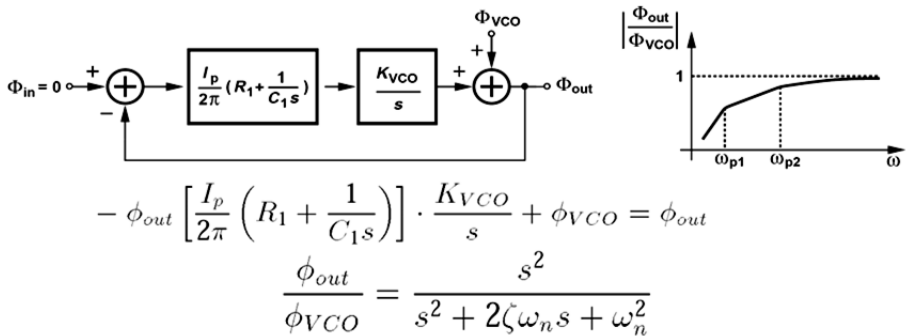 Φ_VCO
Φ_in = 0 + + − I_p/2π (R_1 + 1/C_1 s) K_VCO/s + + Φ_out
|Φ_out/Φ_VCO|
1
ω_p1 ω_p2 ω
− ϕ_out [I_p/2π (R_1 + 1/C_1 s)] · K_VCO/s + ϕ_VCO = ϕ_out
ϕ_out/ϕ_VCO = s^2/(s^2 + 2ζω_n s + ω_n^2)